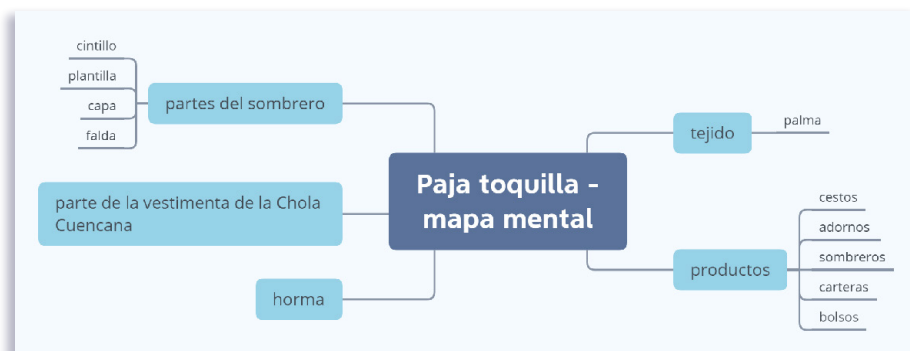 cintillo
plantilla
capa
falda
partes del sombrero
parte de la vestimenta de la Chola
Cuencana
horma
Paja toquilla -
mapa mental
tejido
palma
productos
cestos
adornos
sombreros
carteras
bolsos